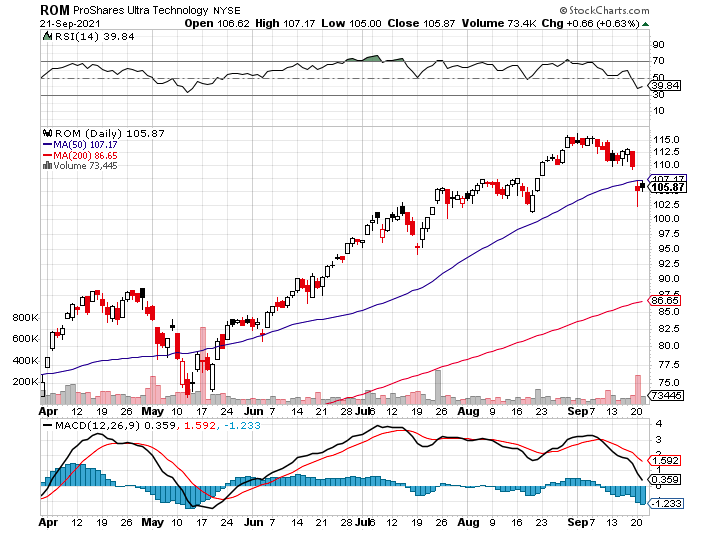 ROM ProShares Ultra Technology NYSE © StockCharts.com
21-Sep-2021 Open 106.62 High 107.17 Low 105.00 Close 105.87 Volume 73.4K Chg +0.66 (+0.63%)
RSI(14) 39.84
90
70
50
39.84
30
10
ROM (Daily) 105.87
MA(50) 107.17
MA(200) 86.65
Volume 73,445
115.0
112.5
110.0
107.17
105.87
102.5
100.0
97.5
95.0
92.5
90.0
86.65
85.0
82.5
80.0
77.5
75.0
73445
800K
600K
400K
200K
Apr 12 19 26 May 10 17 24 Jun 7 14 21 28 Jul 6 12 19 26 Aug 9 16 23 Sep 7 13 20
MACD(12,26,9) 0.359, 1.592, -1.233
4
3
2
1.592
1
0.359
-1.233
Apr 12 19 26 May 10 17 24 Jun 7 14 21 28 Jul 6 12 19 26 Aug 9 16 23 Sep 7 13 20